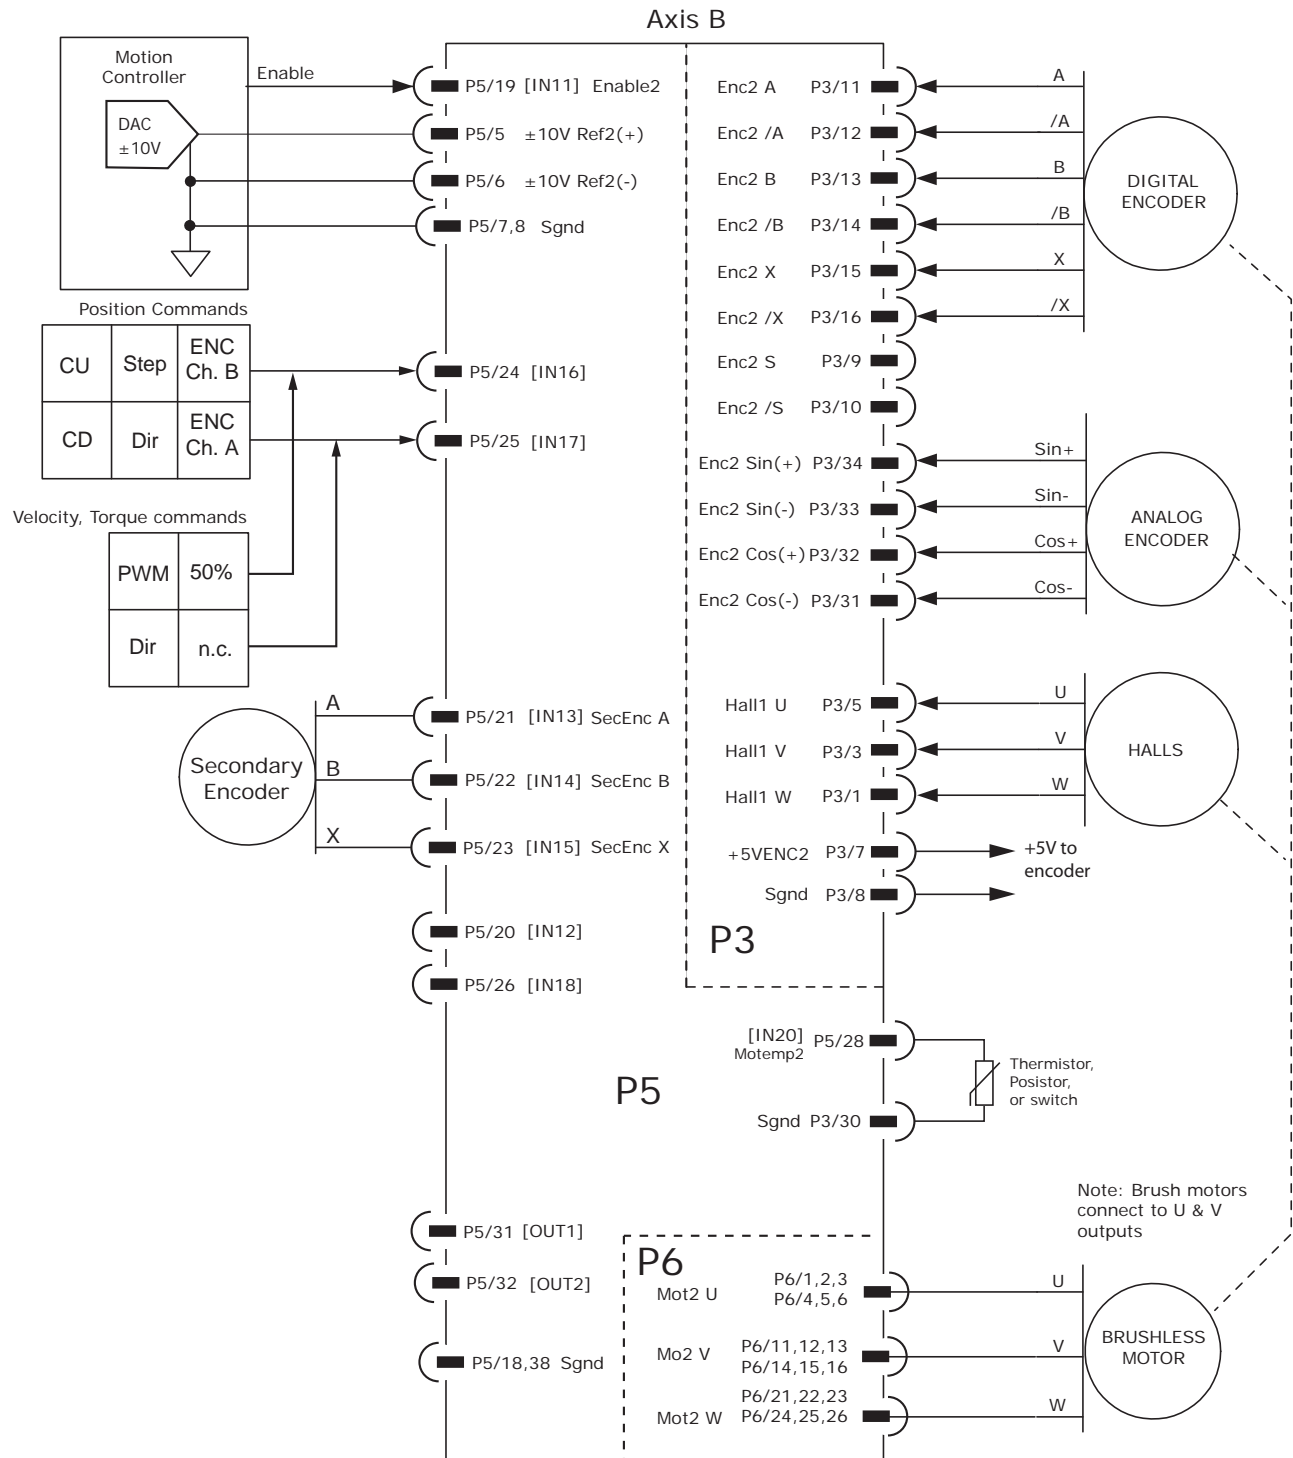 Axis B
Motion
Controller
Enable
DAC
±10V
P5/19 [IN11] Enable2
P5/5 ±10V Ref2(+)
P5/6 ±10V Ref2(-)
P5/7,8 Sgnd
Position Commands
CU Step ENC
Ch. B
CD Dir ENC
Ch. A
P5/24 [IN16]
P5/25 [IN17]
Velocity, Torque commands
PWM 50%
Dir n.c.
Secondary
Encoder
A
B
X
P5/21 [IN13] SecEnc A
P5/22 [IN14] SecEnc B
P5/23 [IN15] SecEnc X
P5/20 [IN12]
P5/26 [IN18]
P5
P5/31 [OUT1]
P5/32 [OUT2]
P5/18,38 Sgnd
Enc2 A P3/11 A
Enc2 /A P3/12 /A
Enc2 B P3/13 B
Enc2 /B P3/14 /B
Enc2 X P3/15 X
Enc2 /X P3/16 /X
DIGITAL
ENCODER
Enc2 S P3/9
Enc2 /S P3/10
Enc2 Sin(+) P3/34 Sin+
Enc2 Sin(-) P3/33 Sin-
Enc2 Cos(+) P3/32 Cos+
Enc2 Cos(-) P3/31 Cos-
ANALOG
ENCODER
Hall1 U P3/5 U
Hall1 V P3/3 V
Hall1 W P3/1 W
HALLS
+5VENC2 P3/7 +5V to
encoder
Sgnd P3/8
P3
[IN20] P5/28
Motemp2
Thermistor,
Posistor,
or switch
Sgnd P3/30
Note: Brush motors
connect to U & V
outputs
P6
Mot2 U P6/1,2,3
P6/4,5,6 U
Mo2 V P6/11,12,13
P6/14,15,16 V
Mot2 W P6/21,22,23
P6/24,25,26 W
BRUSHLESS
MOTOR